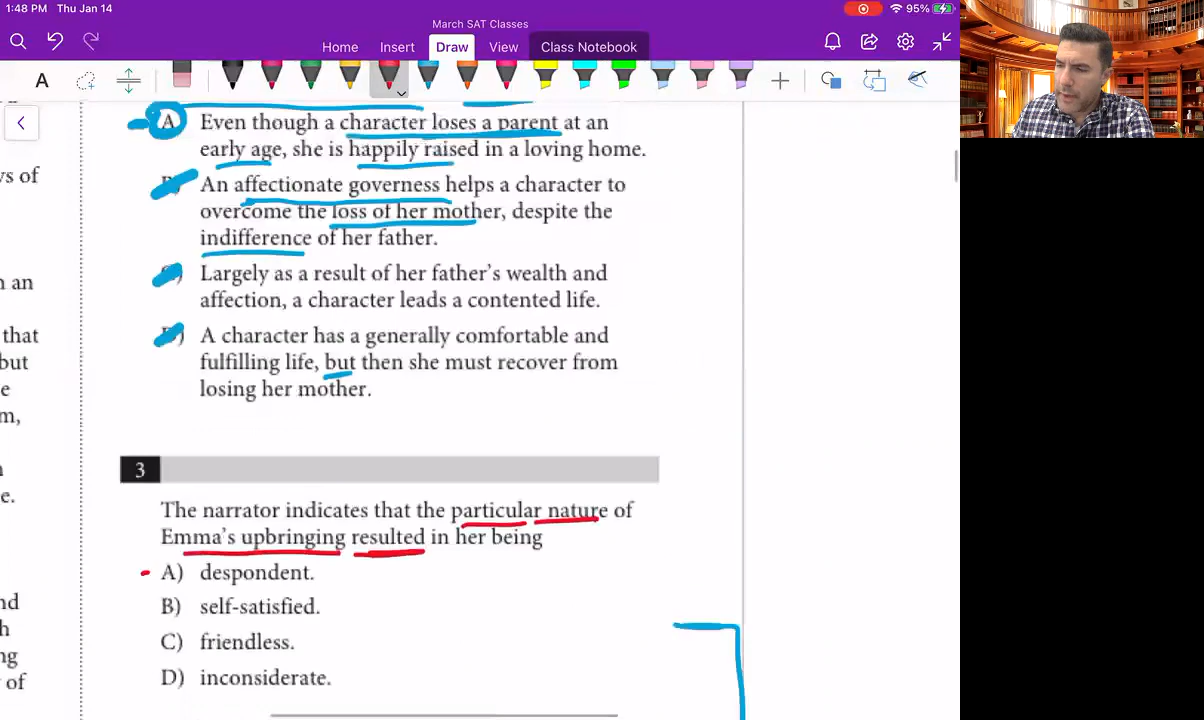 1:48 PM Thu Jan 14
March SAT Classes
95%
Home Insert Draw View Class Notebook
A
A Even though a character loses a parent at an
early age, she is happily raised in a loving home.
An affectionate governess helps a character to
overcome the loss of her mother, despite the
indifference of her father.
Largely as a result of her father's wealth and
affection, a character leads a contented life.
A character has a generally comfortable and
fulfilling life, but then she must recover from
losing her mother.
3
The narrator indicates that the particular nature of
Emma's upbringing resulted in her being
A) despondent.
B) self-satisfied.
C) friendless.
D) inconsiderate.
of
an
that
but
of